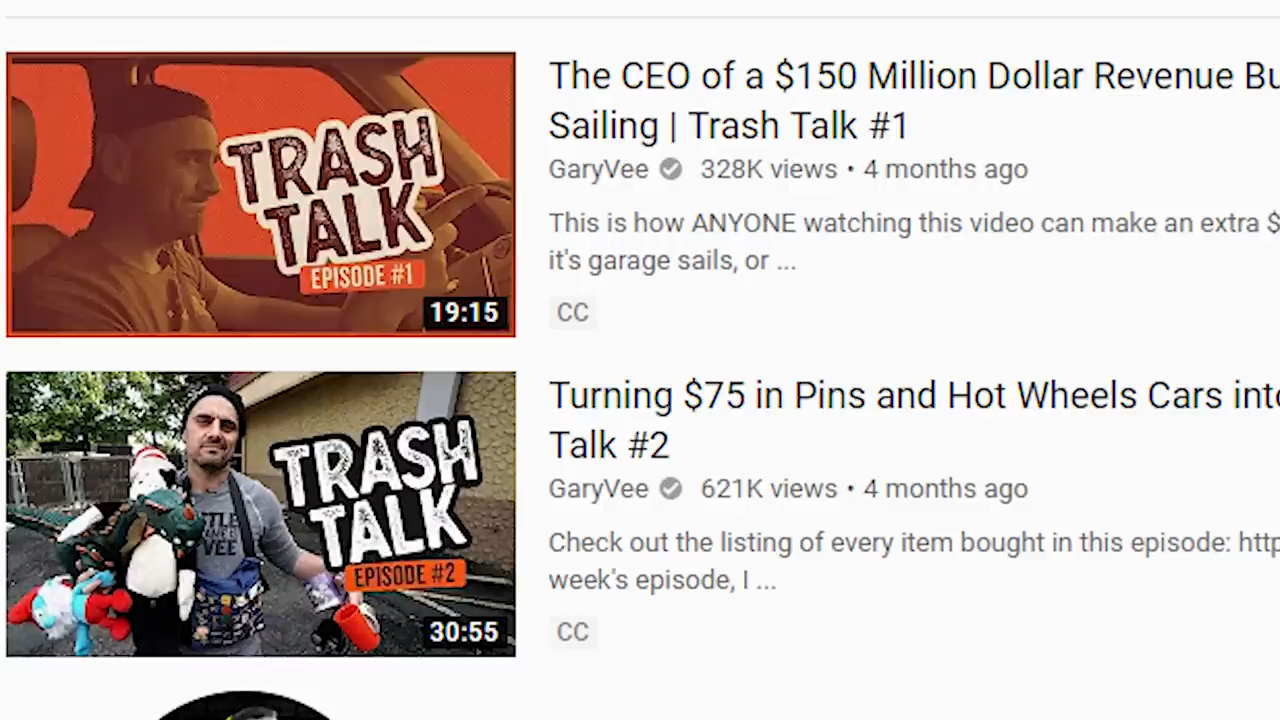 TRASH
TALK
EPISODE #1
19:15
The CEO of a $150 Million Dollar Revenue Bu
Sailing | Trash Talk #1
GaryVee 328K views • 4 months ago
This is how ANYONE watching this video can make an extra $
it's garage sails, or ...
CC
TRASH
TALK
EPISODE #2
30:55
VEE
Turning $75 in Pins and Hot Wheels Cars into
Talk #2
GaryVee 621K views • 4 months ago
Check out the listing of every item bought in this episode: http
week's episode, I ...
CC